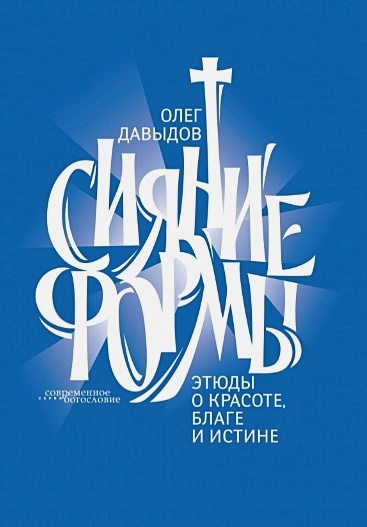 ОЛЕГ
ДАВЫДОВ
СИЯНИЕ
ФОРМЫ
современное
богословие
ЭТЮДЫ
О КРАСОТЕ,
БЛАГЕ
И ИСТИНЕ